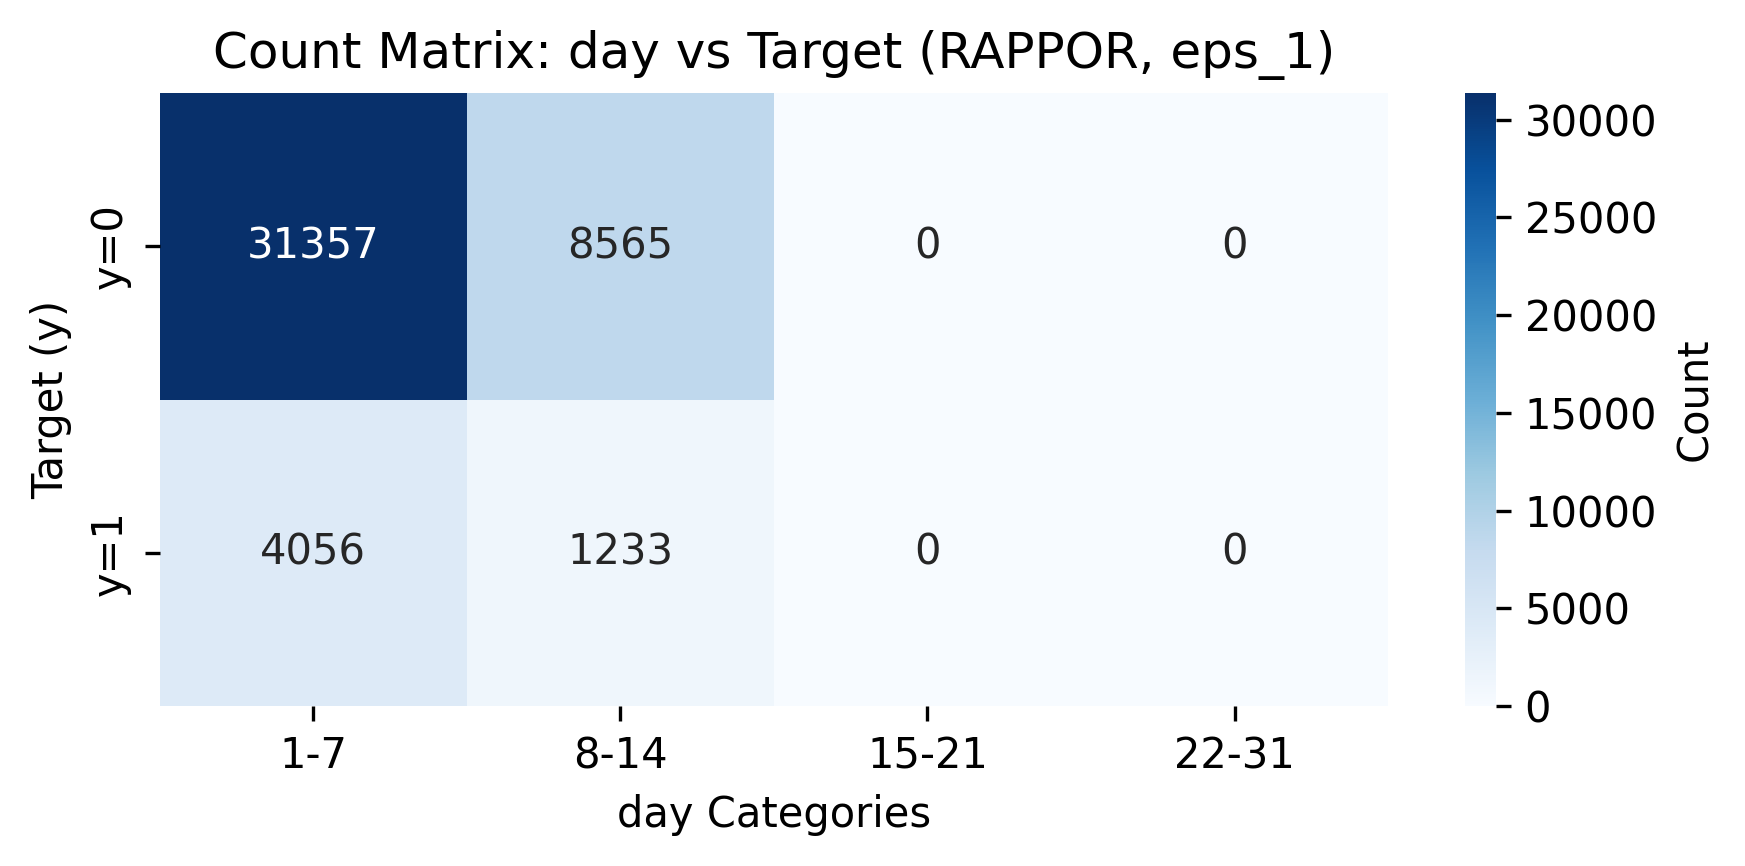 Count Matrix: day vs Target (RAPPOR, eps_1)
Target (y)
y=0
31357 8565 0 0
y=1
4056 1233 0 0
1-7 8-14 15-21 22-31
day Categories
30000
25000
20000
15000
10000
5000
0
Count